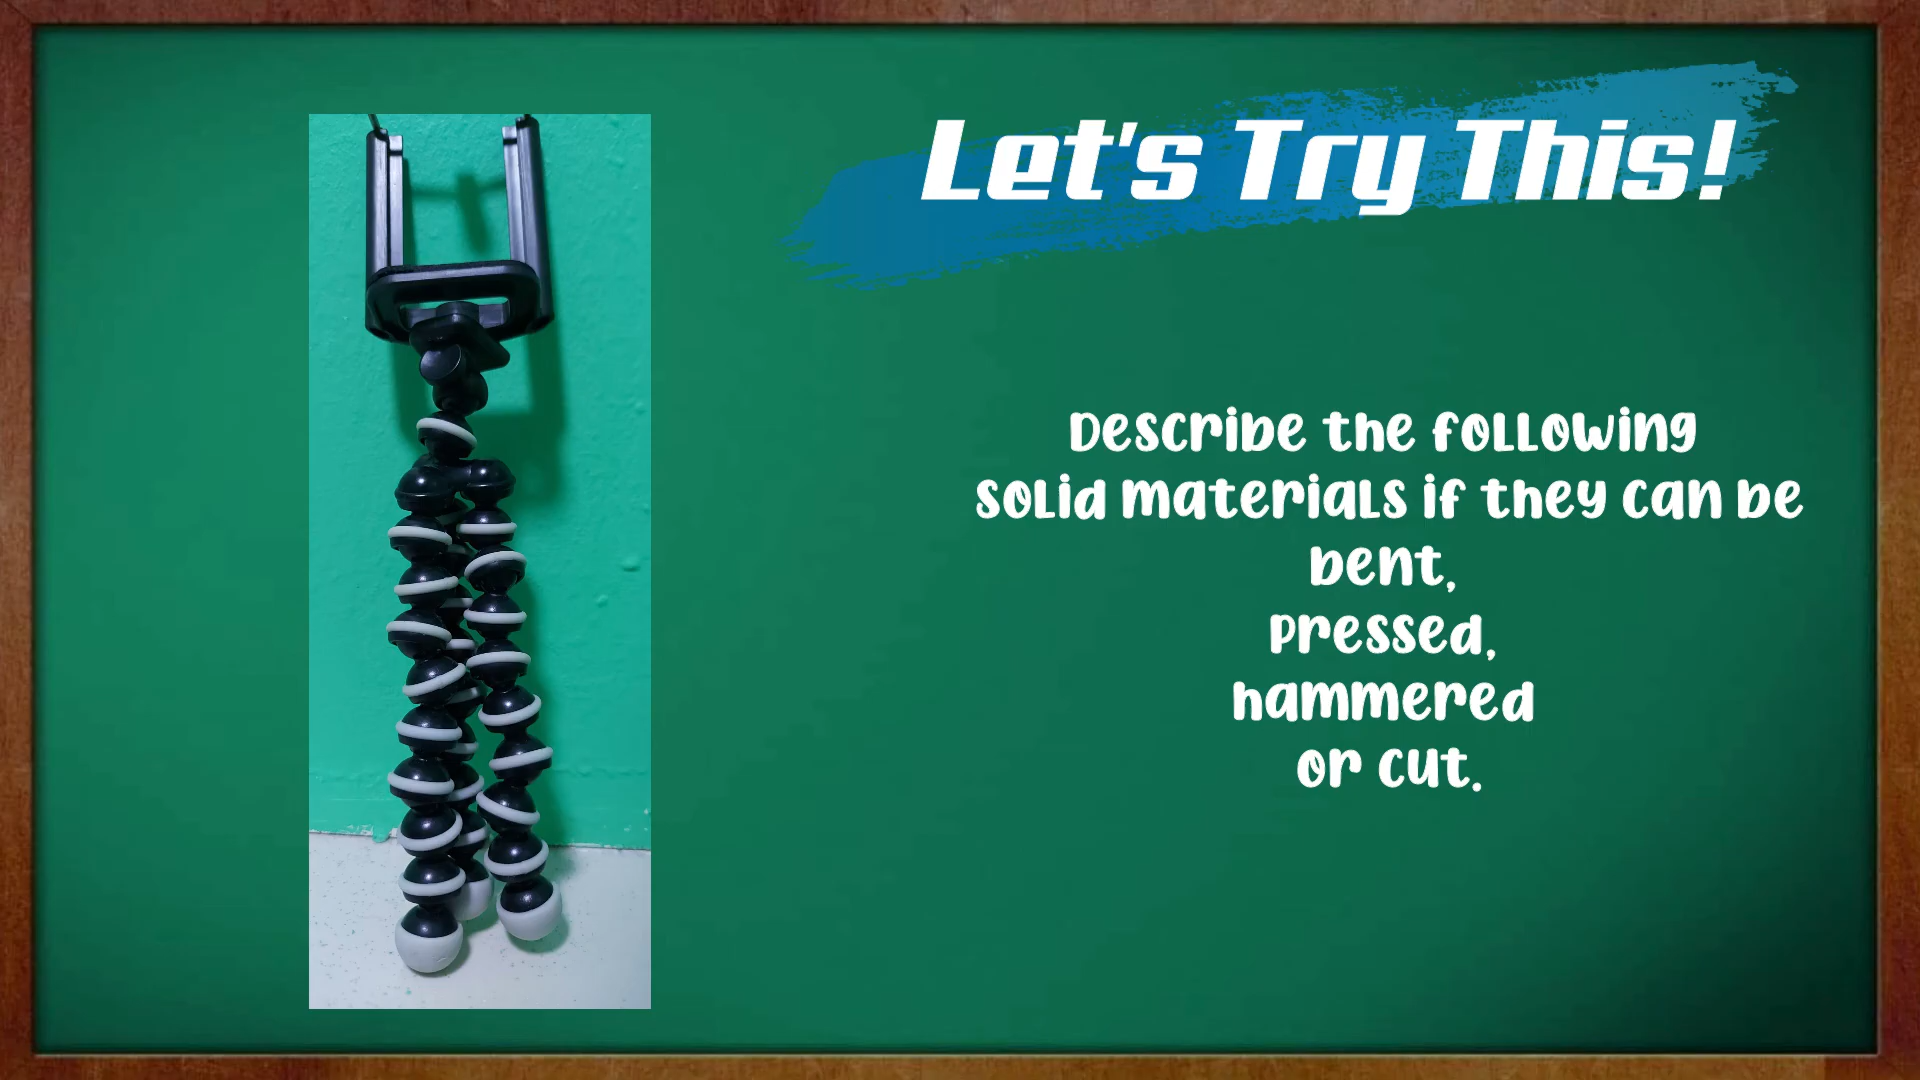 Let's Try This!
Describe the following
solid materials if they can be
bent,
pressed,
hammered
or cut.